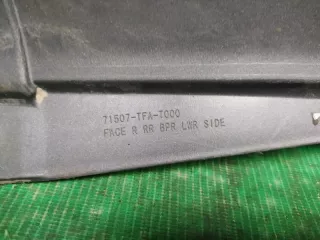 71507-TFA-T000
FACE R RR BPR LWR SIDE